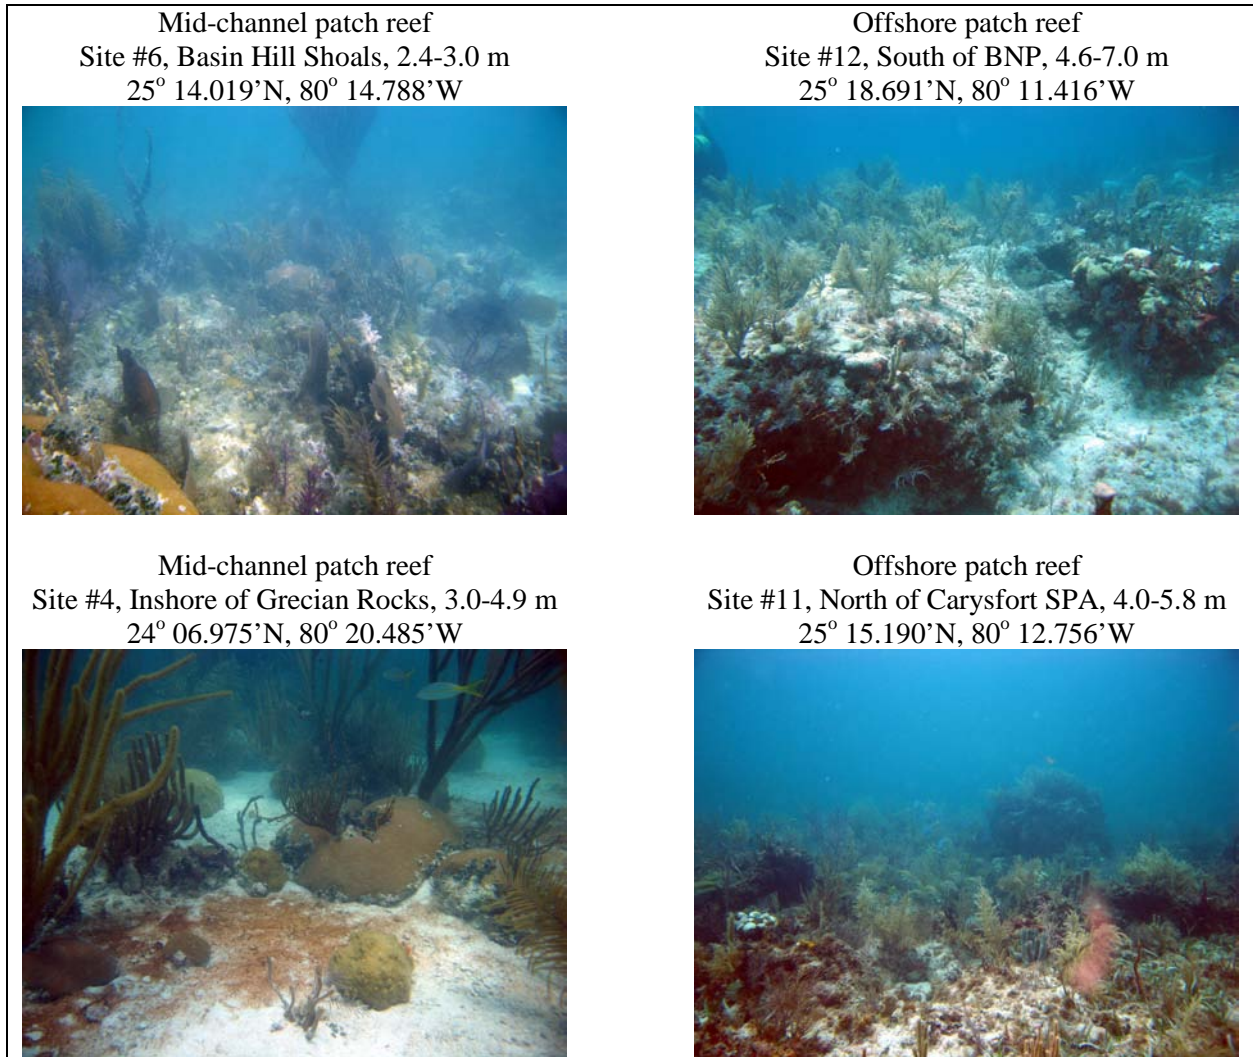 Mid-channel patch reef
Site #6, Basin Hill Shoals, 2.4-3.0 m
25° 14.019’N, 80° 14.788’W
Offshore patch reef
Site #12, South of BNP, 4.6-7.0 m
25° 18.691’N, 80° 11.416’W
Mid-channel patch reef
Site #4, Inshore of Grecian Rocks, 3.0-4.9 m
24° 06.975’N, 80° 20.485’W
Offshore patch reef
Site #11, North of Carysfort SPA, 4.0-5.8 m
25° 15.190’N, 80° 12.756’W